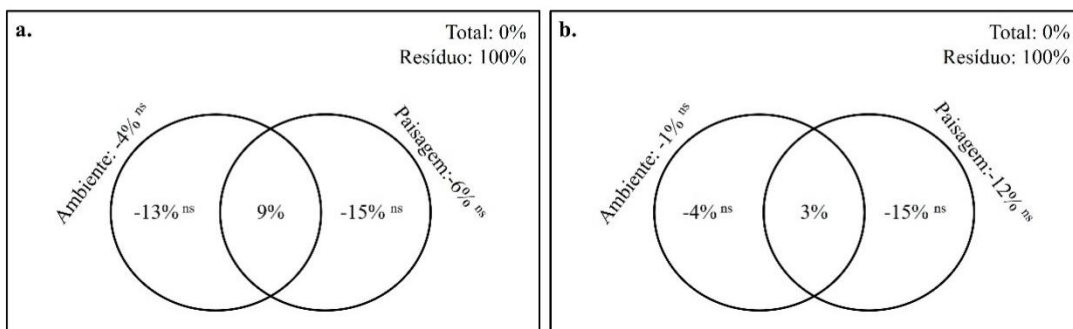 a.
Total: 0%
Resíduo: 100%
Ambiente: -4% ns
Paisagem:-6% ns
-13% ns
9%
-15% ns
b.
Total: 0%
Resíduo: 100%
Ambiente: -1% ns
Paisagem:-12% ns
-4% ns
3%
-15% ns